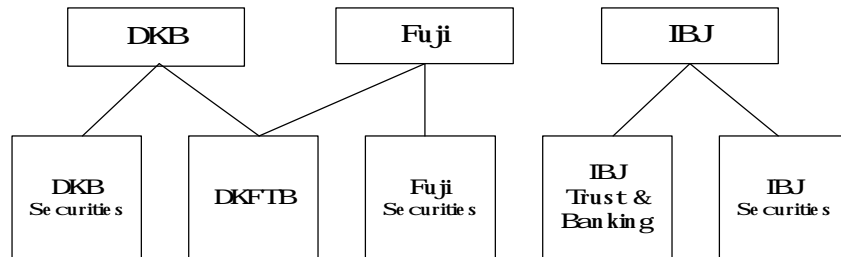 DKB
Fuji
IBJ
DKB
Securities
DKFTB
Fuji
Securities
IBJ
Trust &
Banking
IBJ
Securities